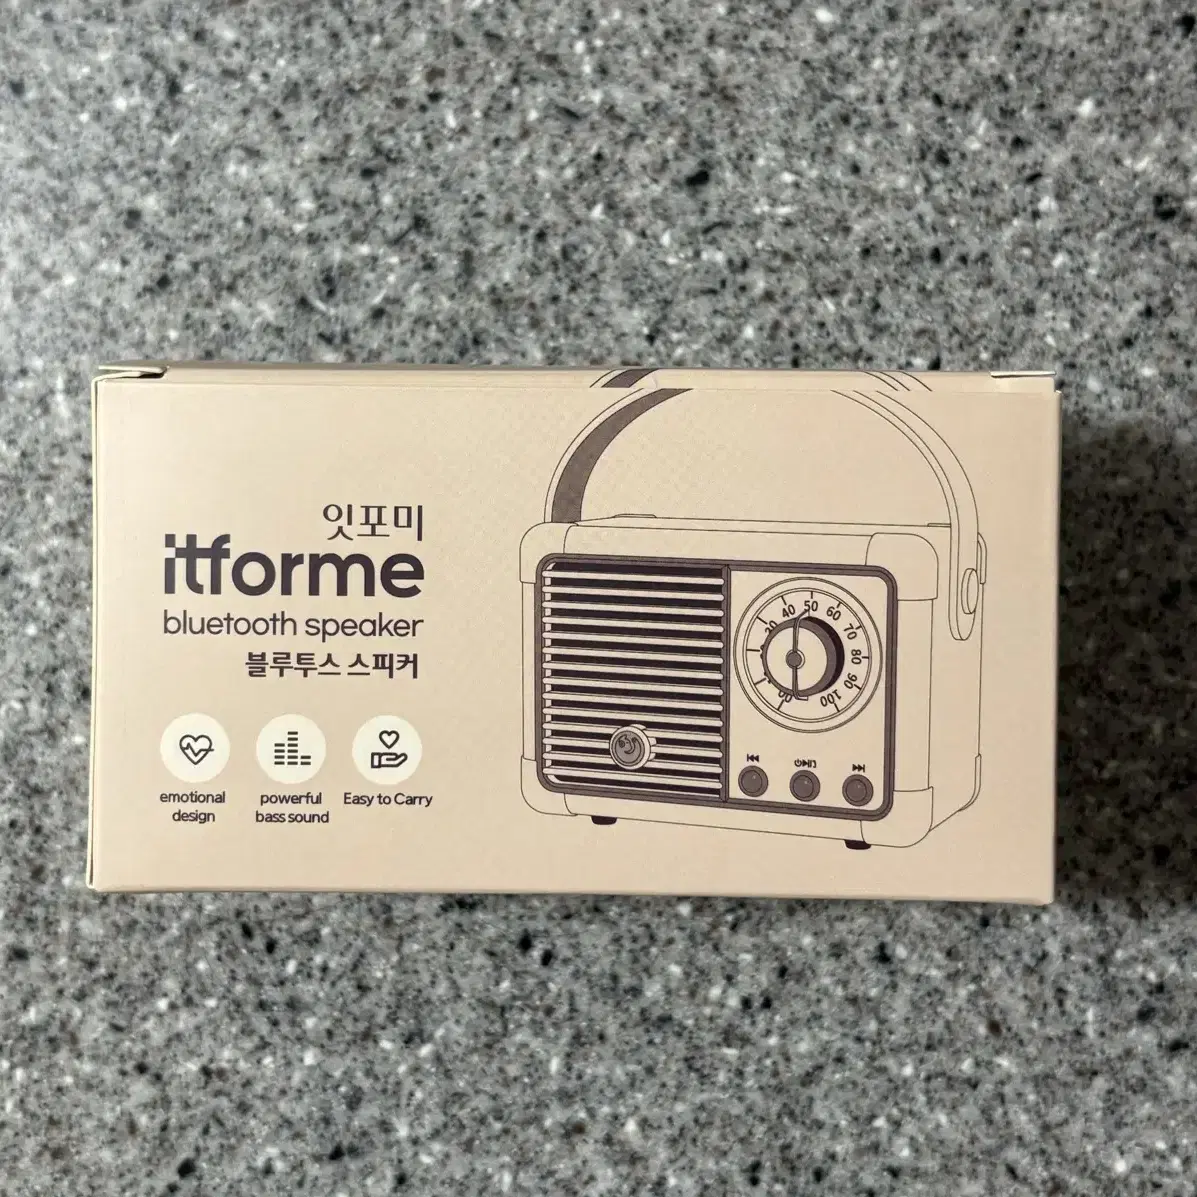 잇포미
itforme
bluetooth speaker
블루투스 스피커
emotional
design
powerful
bass sound
Easy to Carry
40 50 60 70 80 90 100